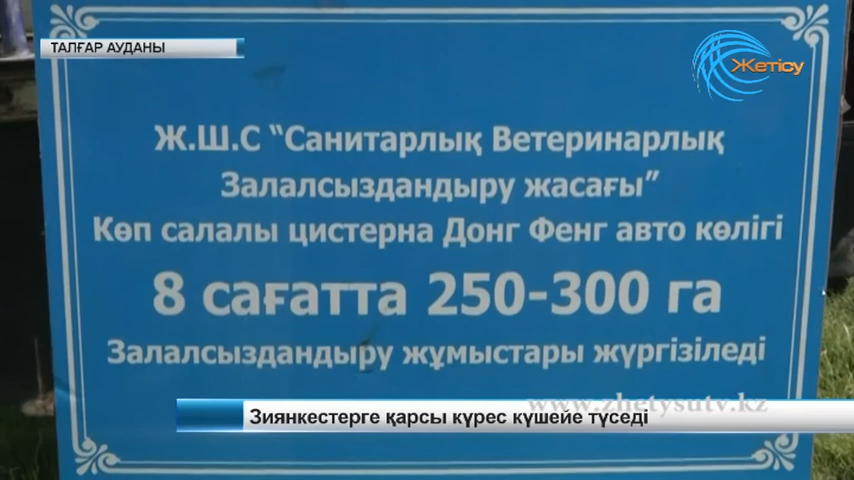 ТАЛҒАР АУДАНЫ
Жетісу
Ж.Ш.С “Санитарлық Ветеринарлық
Залалсыздандыру жасағы”
Көп салалы цистерна Донг Фенг авто көлігі
8 сағатта 250-300 га
Залалсыздандыру жұмыстары жүргізіледі
www.zhetysutv.kz
Зиянкестерге қарсы күрес күшейе түседі